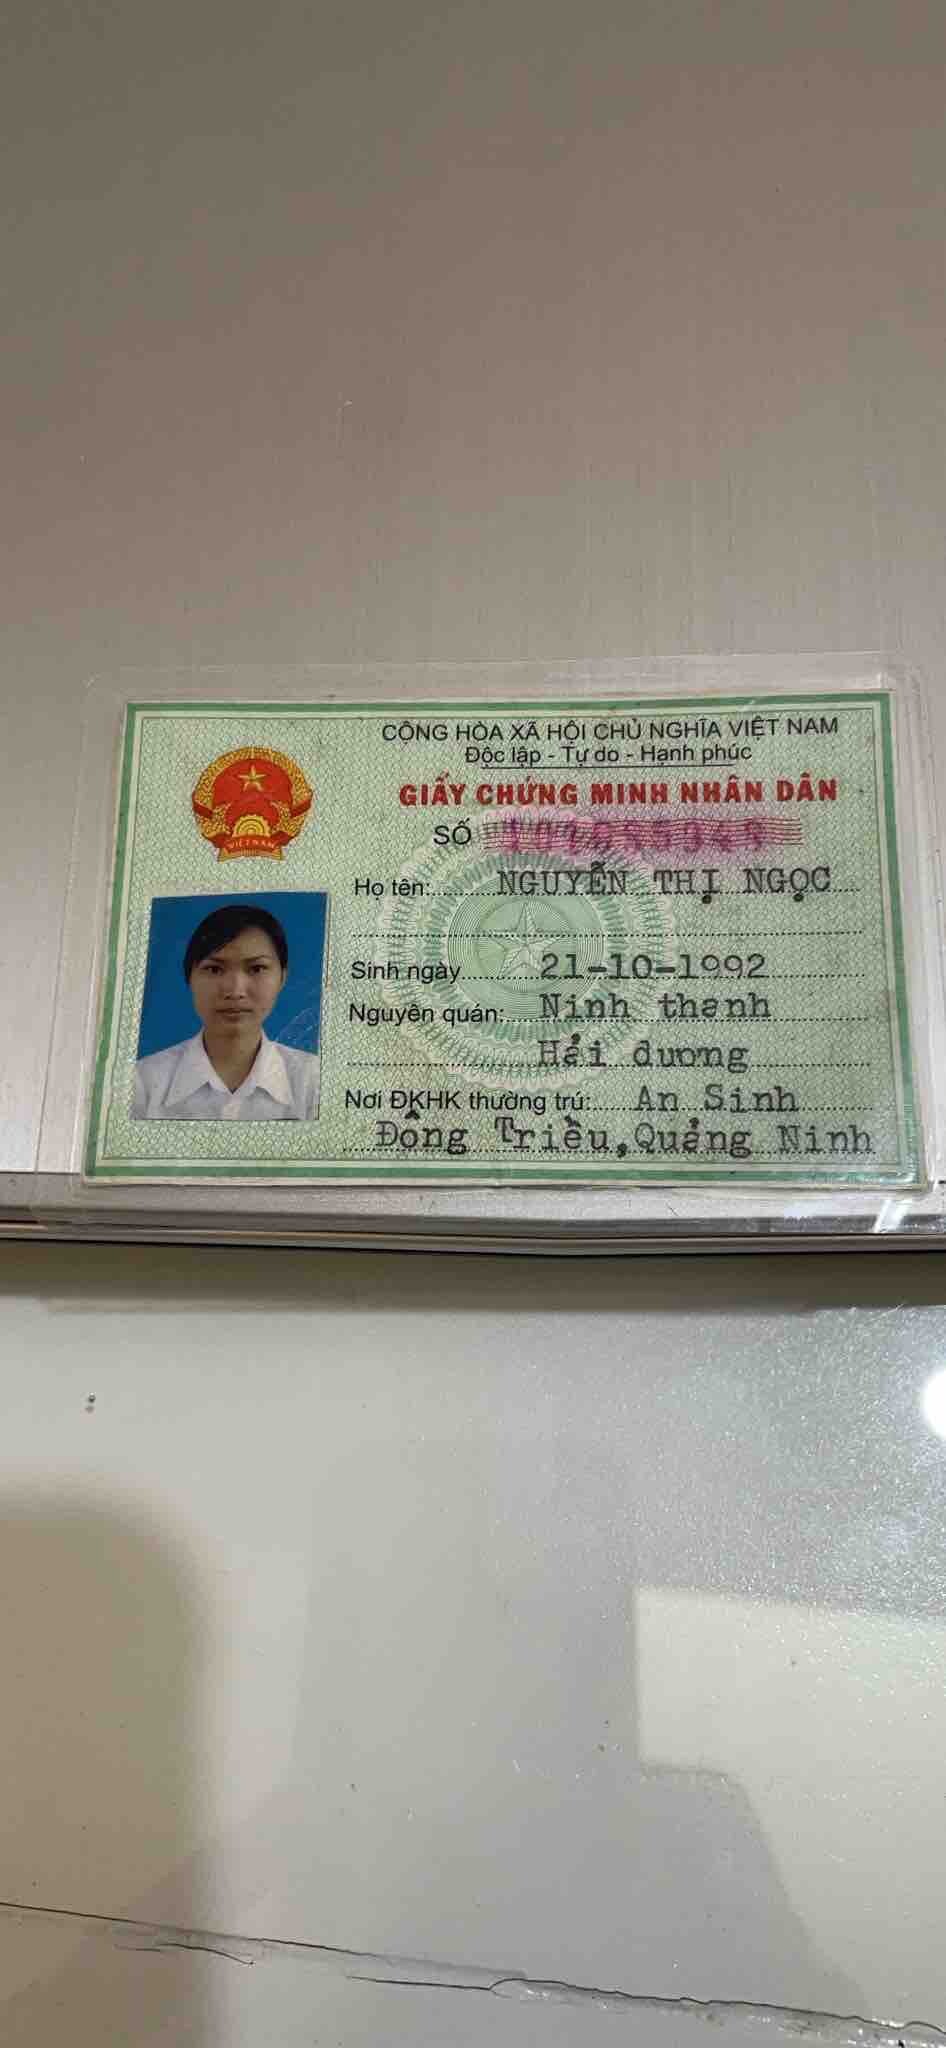 CỘNG HÒA XÃ HỘI CHỦ NGHĨA VIỆT NAM
Độc lập - Tự do - Hạnh phúc
GIẤY CHỨNG MINH NHÂN DÂN
SỐ
VIỆT NAM
Họ tên: NGUYỄN THỊ NGỌC
Sinh ngày 21-10-1992
Nguyên quán: Ninh thanh
Hải dương
Nơi ĐKHK thường trú: An Sinh
Đông Triều, Quảng Ninh